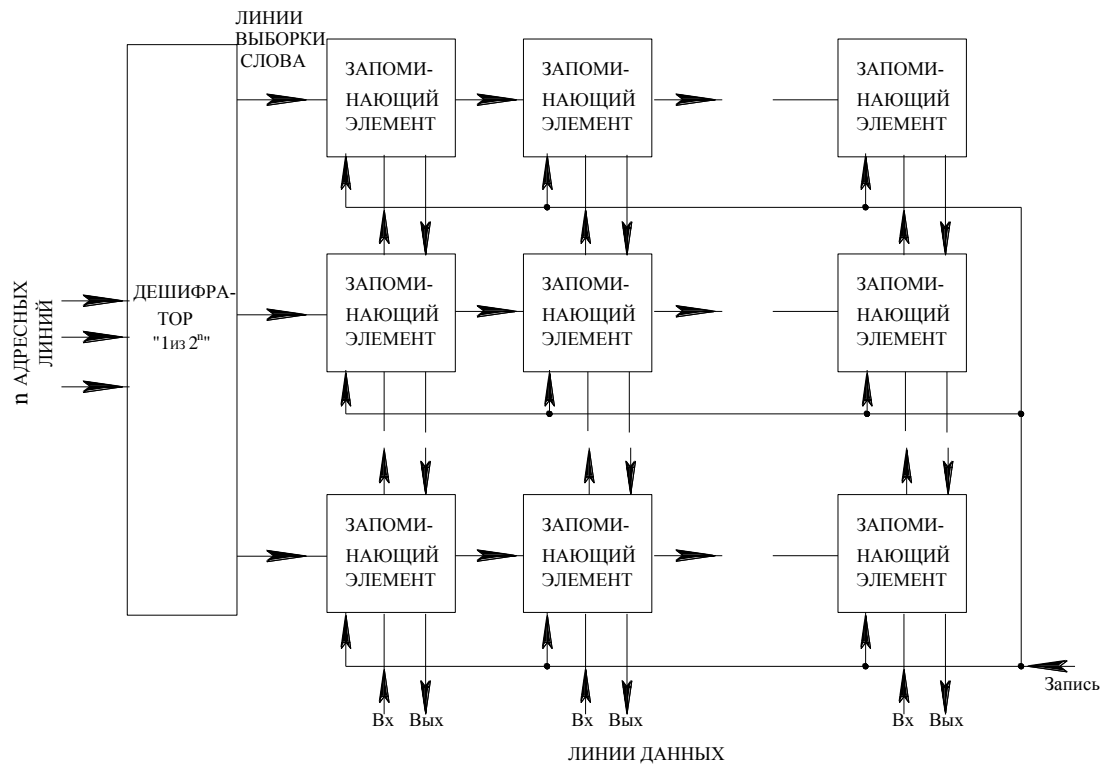 ЛИНИИ
ВЫБОРКИ
СЛОВА
ЗАПОМИ-
НАЮЩИЙ
ЭЛЕМЕНТ
ЗАПОМИ-
НАЮЩИЙ
ЭЛЕМЕНТ
ЗАПОМИ-
НАЮЩИЙ
ЭЛЕМЕНТ
n АДРЕСНЫХ
ЛИНИЙ
ДЕШИФРА-
ТОР
"1из 2ⁿ"
ЗАПОМИ-
НАЮЩИЙ
ЭЛЕМЕНТ
ЗАПОМИ-
НАЮЩИЙ
ЭЛЕМЕНТ
ЗАПОМИ-
НАЮЩИЙ
ЭЛЕМЕНТ
ЗАПОМИ-
НАЮЩИЙ
ЭЛЕМЕНТ
ЗАПОМИ-
НАЮЩИЙ
ЭЛЕМЕНТ
ЗАПОМИ-
НАЮЩИЙ
ЭЛЕМЕНТ
Запись
Вх Вых Вх Вых Вх Вых
ЛИНИИ ДАННЫХ